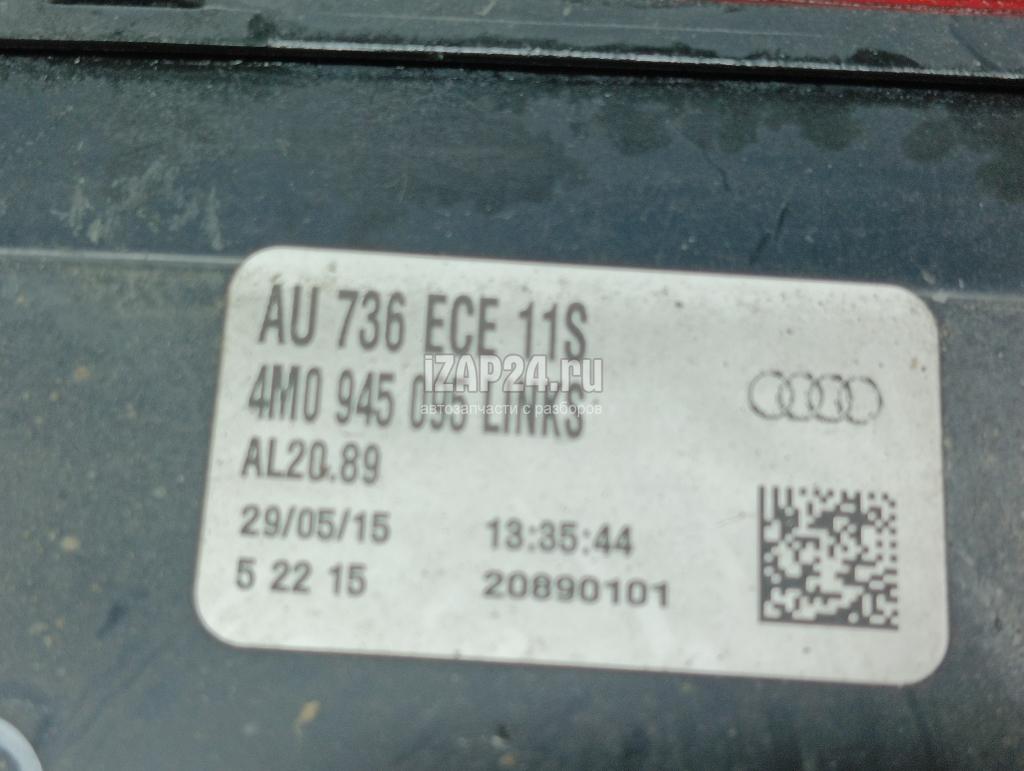 AU 736 ECE 11S
iZAP24.ru
4M0 945 LINKS
автозапчасти с разборов
AL20.89
29/05/15 13:35:44
5 22 15 20890101